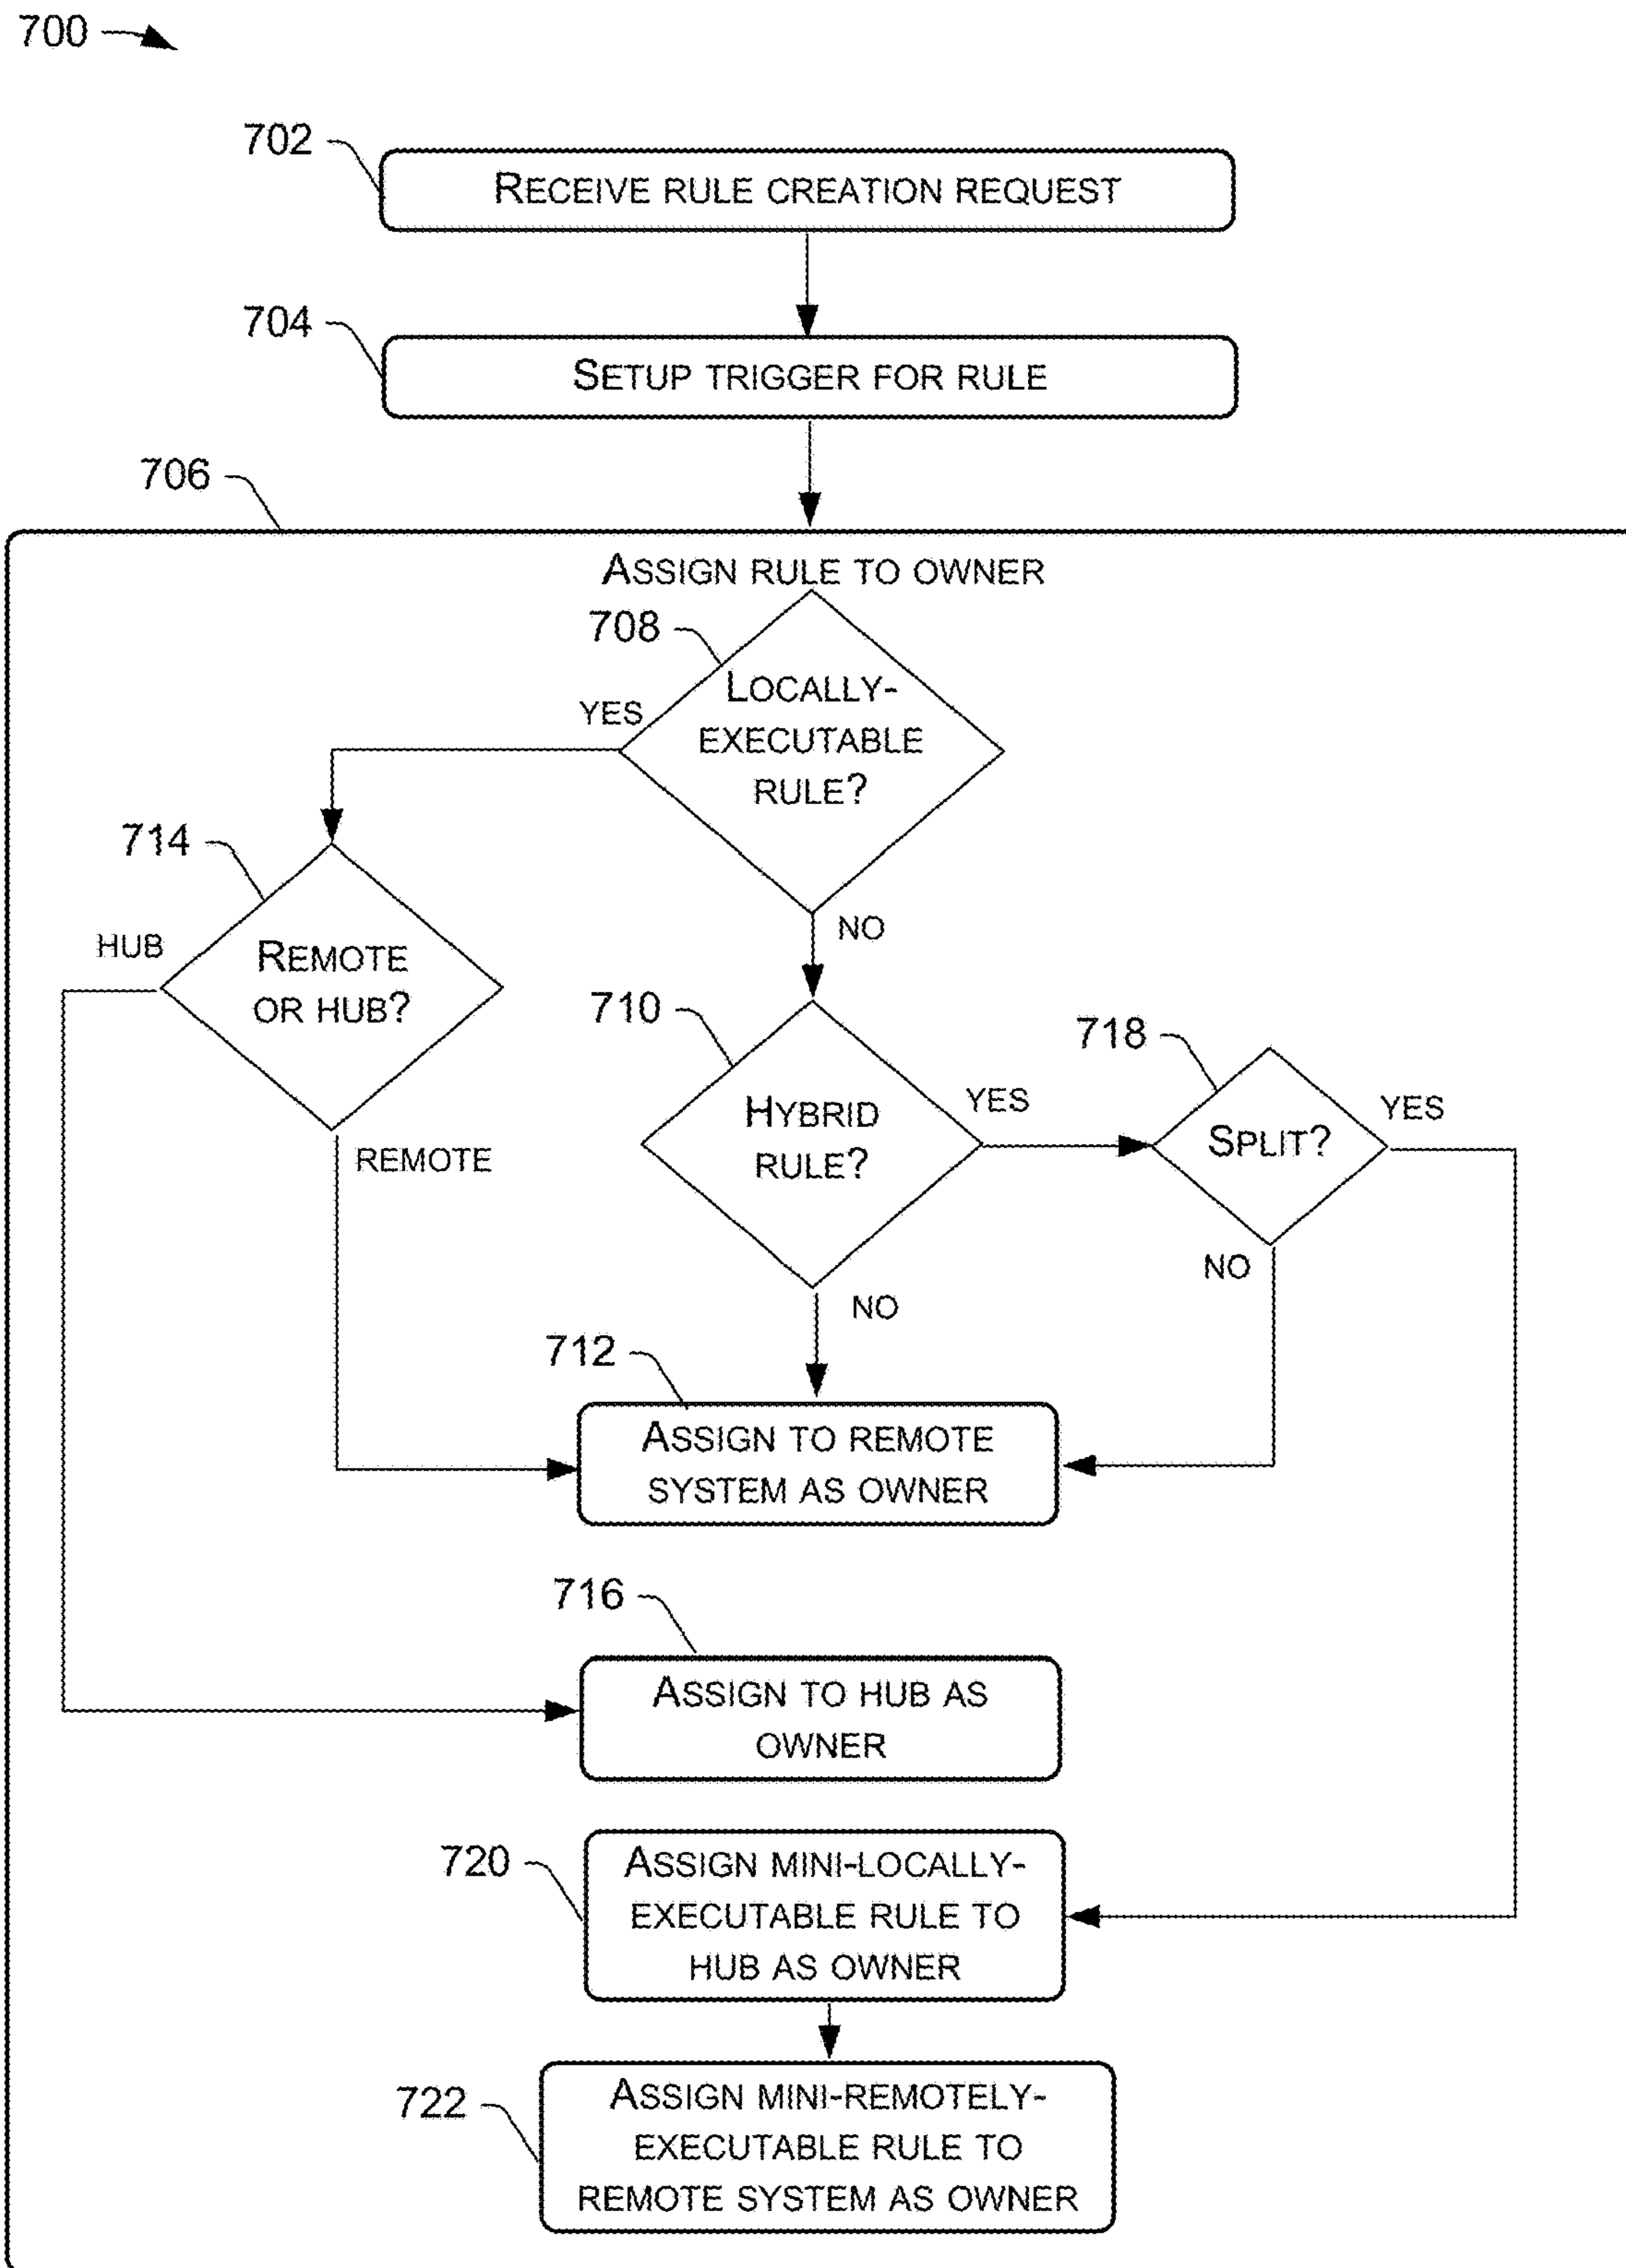 700
702
RECEIVE RULE CREATION REQUEST
704
SETUP TRIGGER FOR RULE
706
ASSIGN RULE TO OWNER
708
LOCALLY-
EXECUTABLE
RULE?
YES
NO
714
REMOTE
OR HUB?
HUB
REMOTE
710
HYBRID
RULE?
YES
NO
718
SPLIT?
YES
NO
712
ASSIGN TO REMOTE
SYSTEM AS OWNER
716
ASSIGN TO HUB AS
OWNER
720
ASSIGN MINI-LOCALLY-
EXECUTABLE RULE TO
HUB AS OWNER
722
ASSIGN MINI-REMOTELY-
EXECUTABLE RULE TO
REMOTE SYSTEM AS OWNER